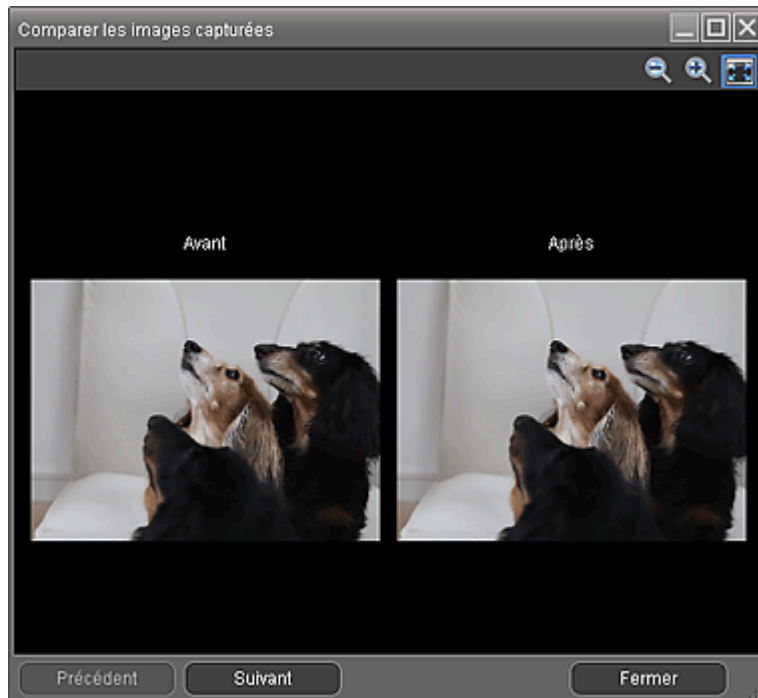 Comparer les images capturées
Avant
Après
Précédent
Suivant
Fermer